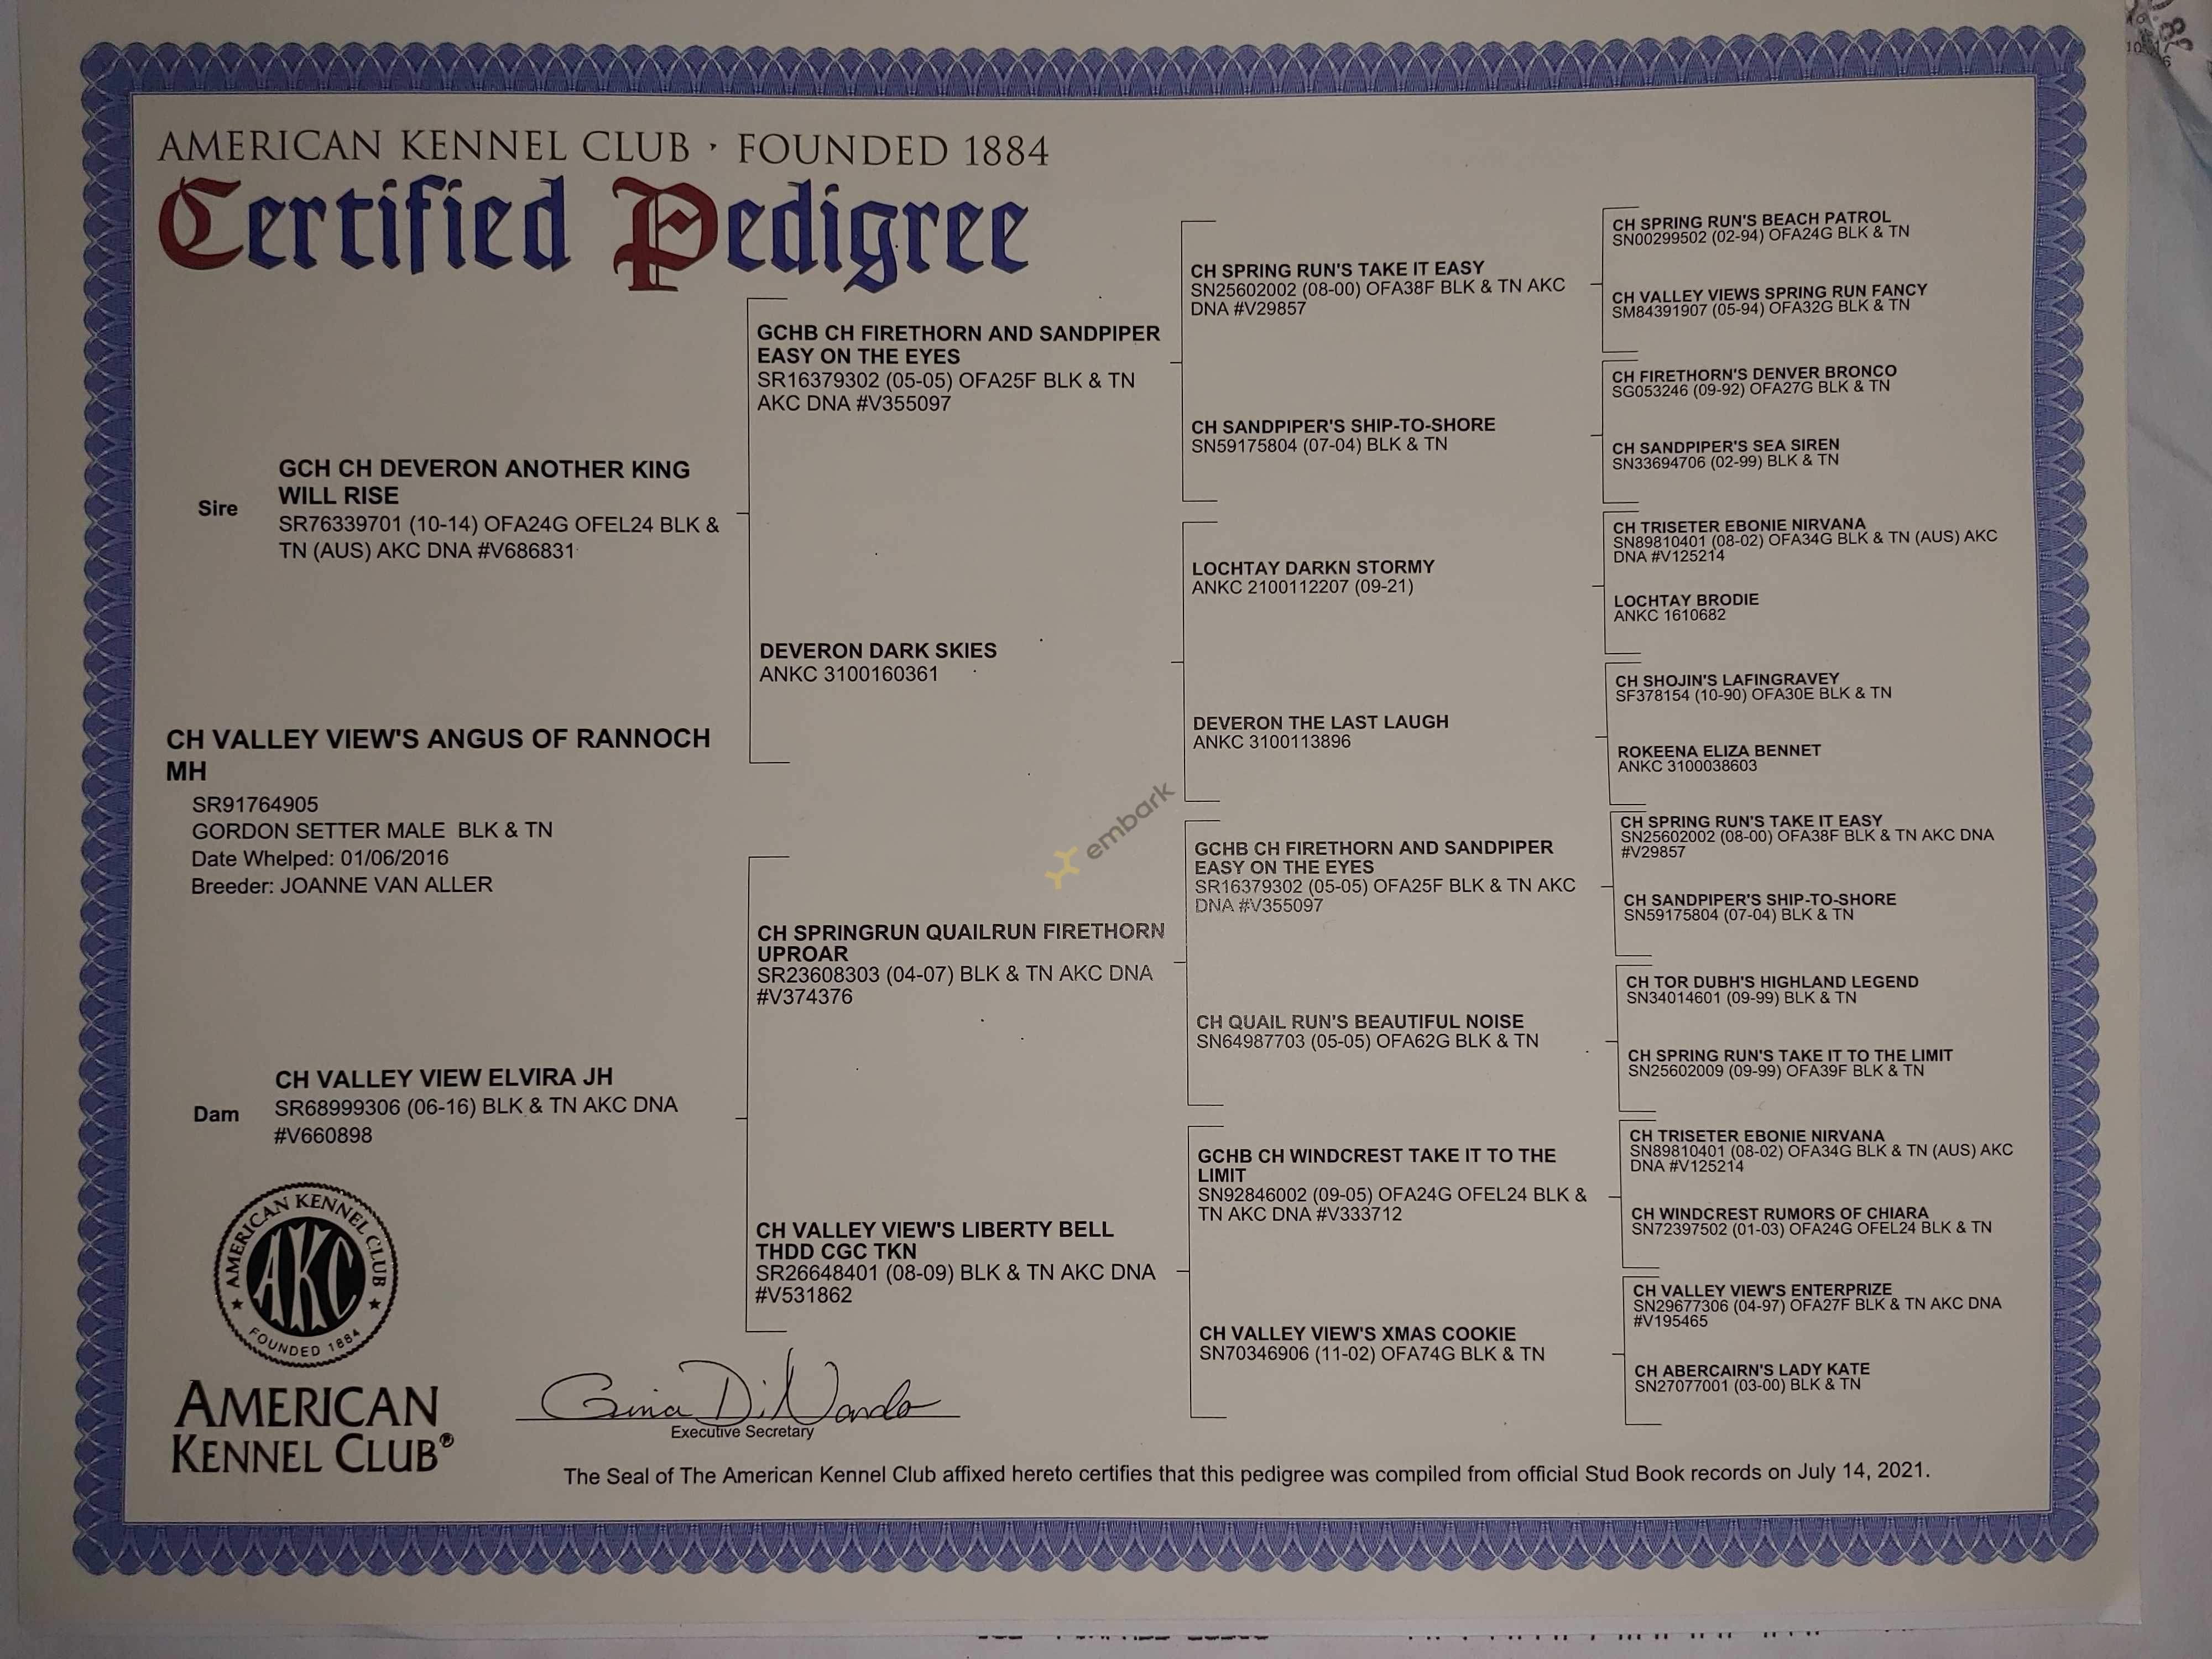 AMERICAN KENNEL CLUB · FOUNDED 1884
Certified Pedigree
Sire
GCH CH DEVERON ANOTHER KING
WILL RISE
SR76339701 (10-14) OFA24G OFEL24 BLK &
TN (AUS) AKC DNA #V686831
CH VALLEY VIEW'S ANGUS OF RANNOCH
MH
SR91764905
GORDON SETTER MALE BLK & TN
Date Whelped: 01/06/2016
Breeder: JOANNE VAN ALLER
Dam
CH VALLEY VIEW ELVIRA JH
SR68999306 (06-16) BLK & TN AKC DNA
#V660898
GCHB CH FIRETHORN AND SANDPIPER
EASY ON THE EYES
SR16379302 (05-05) OFA25F BLK & TN
AKC DNA #V355097
DEVERON DARK SKIES
ANKC 3100160361
CH SPRINGRUN QUAILRUN FIRETHORN
UPROAR
SR23608303 (04-07) BLK & TN AKC DNA
#V374376
CH VALLEY VIEW'S LIBERTY BELL
THDD CGC TKN
SR26648401 (08-09) BLK & TN AKC DNA
#V531862
CH SPRING RUN'S TAKE IT EASY
SN25602002 (08-00) OFA38F BLK & TN AKC
DNA #V29857
CH SANDPIPER'S SHIP-TO-SHORE
SN59175804 (07-04) BLK & TN
LOCHTAY DARKN STORMY
ANKC 2100112207 (09-21)
DEVERON THE LAST LAUGH
ANKC 3100113896
embark
GCHB CH FIRETHORN AND SANDPIPER
EASY ON THE EYES
SR16379302 (05-05) OFA25F BLK & TN AKC
DNA #V355097
CH QUAIL RUN'S BEAUTIFUL NOISE
SN64987703 (05-05) OFA62G BLK & TN
GCHB CH WINDCREST TAKE IT TO THE
LIMIT
SN92846002 (09-05) OFA24G OFEL24 BLK &
TN AKC DNA #V333712
CH VALLEY VIEW'S XMAS COOKIE
SN70346906 (11-02) OFA74G BLK & TN
CH SPRING RUN'S BEACH PATROL
SN00299502 (02-94) OFA24G BLK & TN
CH VALLEY VIEWS SPRING RUN FANCY
SM84391907 (05-94) OFA32G BLK & TN
CH FIRETHORN'S DENVER BRONCO
SG053246 (09-92) OFA27G BLK & TN
CH SANDPIPER'S SEA SIREN
SN33694706 (02-99) BLK & TN
CH TRISETER EBONIE NIRVANA
SN89810401 (08-02) OFA34G BLK & TN (AUS) AKC
DNA #V125214
LOCHTAY BRODIE
ANKC 1610682
CH SHOJIN'S LAFINGRAVEY
SF378154 (10-90) OFA30E BLK & TN
ROKEENA ELIZA BENNET
ANKC 3100038603
CH SPRING RUN'S TAKE IT EASY
SN25602002 (08-00) OFA38F BLK & TN AKC DNA
#V29857
CH SANDPIPER'S SHIP-TO-SHORE
SN59175804 (07-04) BLK & TN
CH TOR DUBH'S HIGHLAND LEGEND
SN34014601 (09-99) BLK & TN
CH SPRING RUN'S TAKE IT TO THE LIMIT
SN25602009 (09-99) OFA39F BLK & TN
CH TRISETER EBONIE NIRVANA
SN89810401 (08-02) OFA34G BLK & TN (AUS) AKC
DNA #V125214
CH WINDCREST RUMORS OF CHIARA
SN72397502 (01-03) OFA24G OFEL24 BLK & TN
CH VALLEY VIEW'S ENTERPRIZE
SN29677306 (04-97) OFA27F BLK & TN AKC DNA
#V195465
CH ABERCAIRN'S LADY KATE
SN27077001 (03-00) BLK & TN
AMERICAN KENNEL CLUB
AKC
FOUNDED 1884
AMERICAN
KENNEL CLUB®
Gina DiNardo
Executive Secretary
The Seal of The American Kennel Club affixed hereto certifies that this pedigree was compiled from official Stud Book records on July 14, 2021.